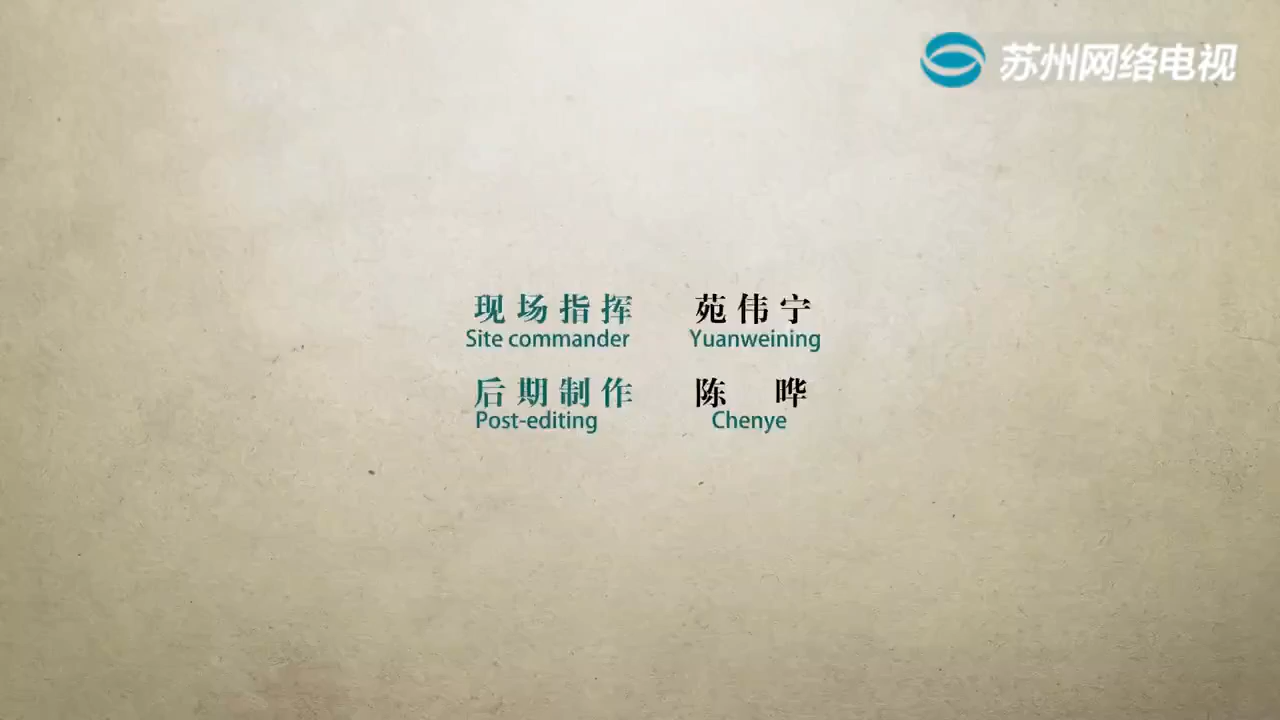 苏州网络电视
现场指挥 苑伟宁
Site commander Yuanweining
后期制作 陈晔
Post-editing Chenye